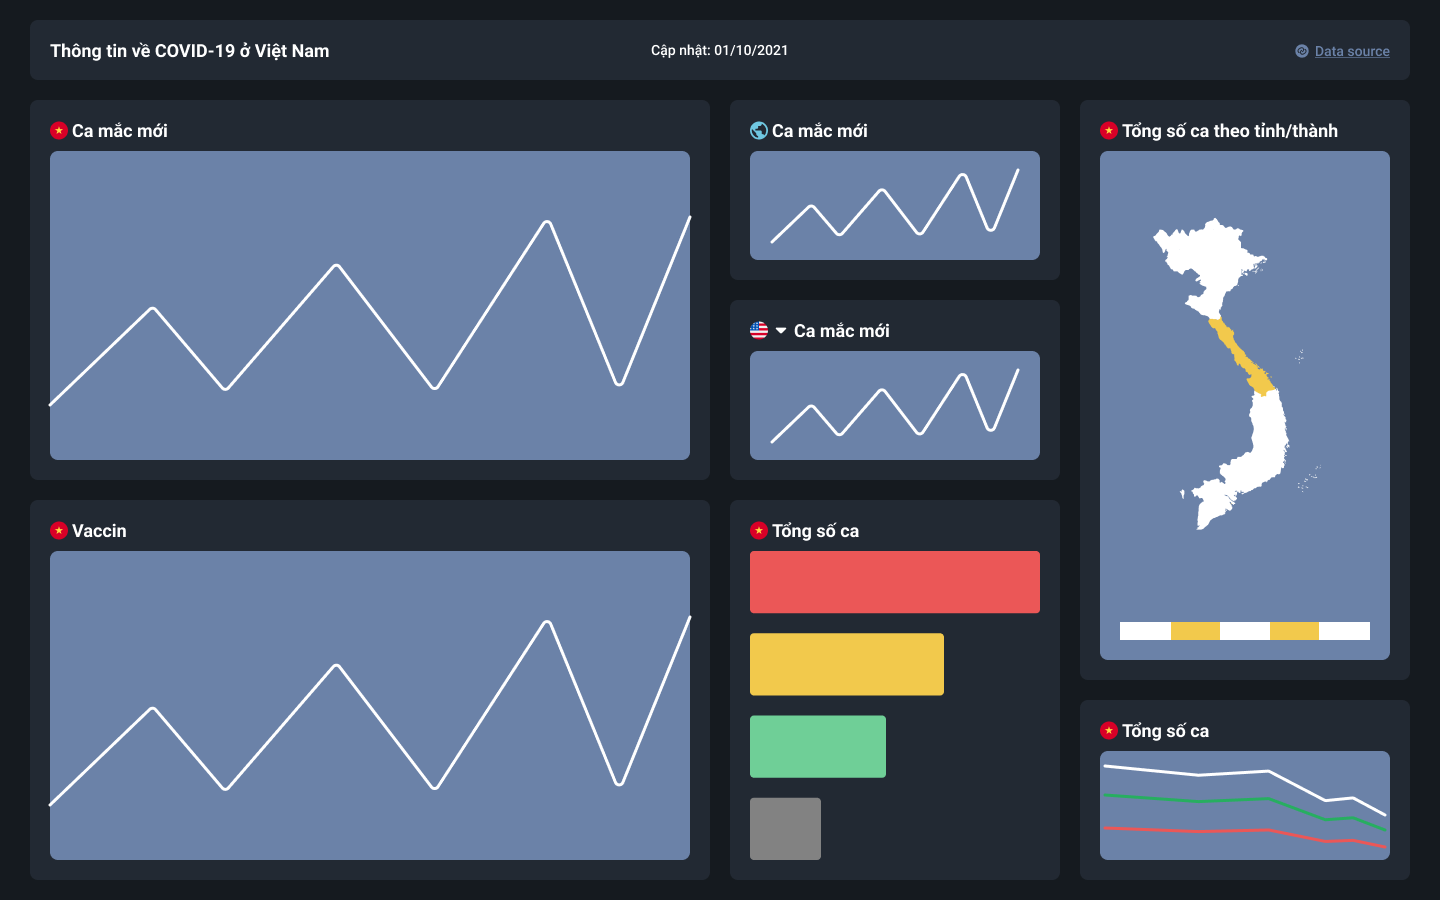 Thông tin về COVID-19 ở Việt Nam
Cập nhật: 01/10/2021
Data source
Ca mắc mới
Ca mắc mới
Tổng số ca theo tỉnh/thành
Ca mắc mới
Vaccin
Tổng số ca
Tổng số ca